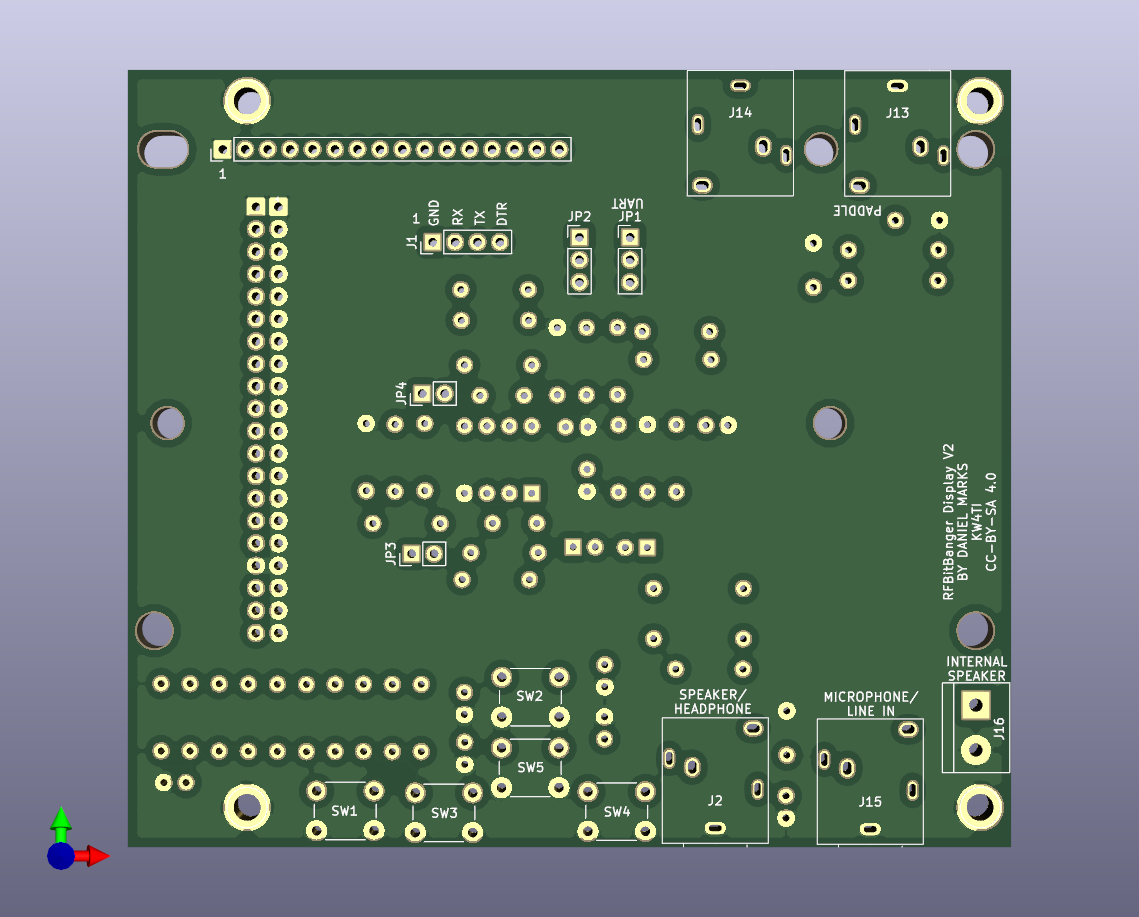 J14
J13
1
PADDLE
1
GND
RX
TX
DTR
J1
JP2
UART
JP1
JP4
JP3
RFBitBanger Display V2
BY DANIEL MARKS
KW4TI
CC-BY-SA 4.0
INTERNAL
SPEAKER
J16
SW2
SPEAKER/
HEADPHONE
MICROPHONE/
LINE IN
SW5
J2
J15
SW1
SW3
SW4